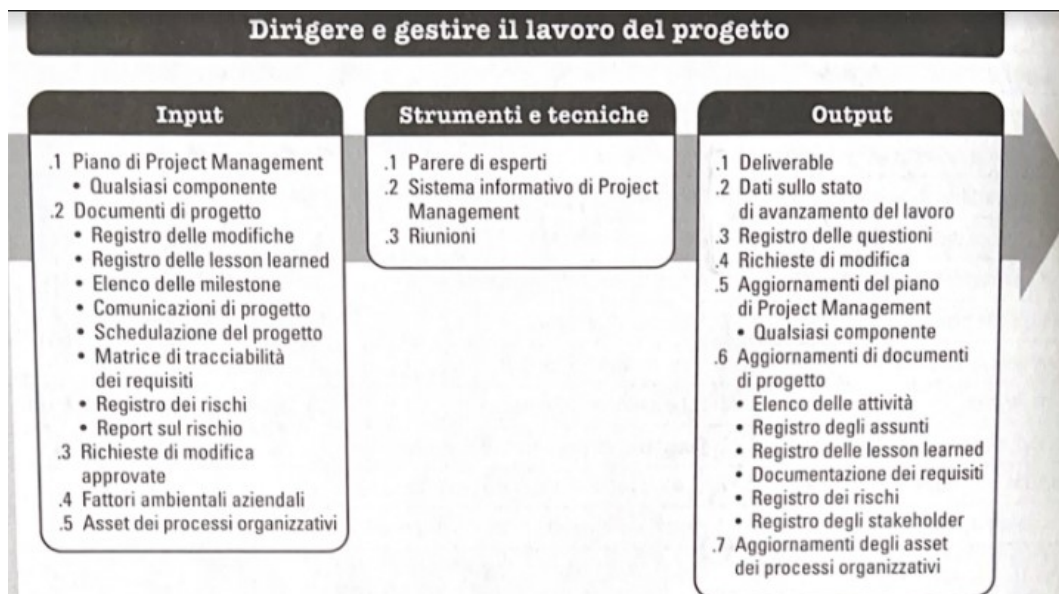 Dirigere e gestire il lavoro del progetto
Input
.1 Piano di Project Management
• Qualsiasi componente
.2 Documenti di progetto
• Registro delle modifiche
• Registro delle lesson learned
• Elenco delle milestone
• Comunicazioni di progetto
• Schedulazione del progetto
• Matrice di tracciabilità
dei requisiti
• Registro dei rischi
• Report sul rischio
.3 Richieste di modifica
approvate
.4 Fattori ambientali aziendali
.5 Asset dei processi organizzativi
Strumenti e tecniche
.1 Parere di esperti
.2 Sistema informativo di Project
Management
.3 Riunioni
Output
.1 Deliverable
.2 Dati sullo stato
di avanzamento del lavoro
.3 Registro delle questioni
.4 Richieste di modifica
.5 Aggiornamenti del piano
di Project Management
• Qualsiasi componente
.6 Aggiornamenti di documenti
di progetto
• Elenco delle attività
• Registro degli assunti
• Registro delle lesson learned
• Documentazione dei requisiti
• Registro dei rischi
• Registro degli stakeholder
.7 Aggiornamenti degli asset
dei processi organizzativi